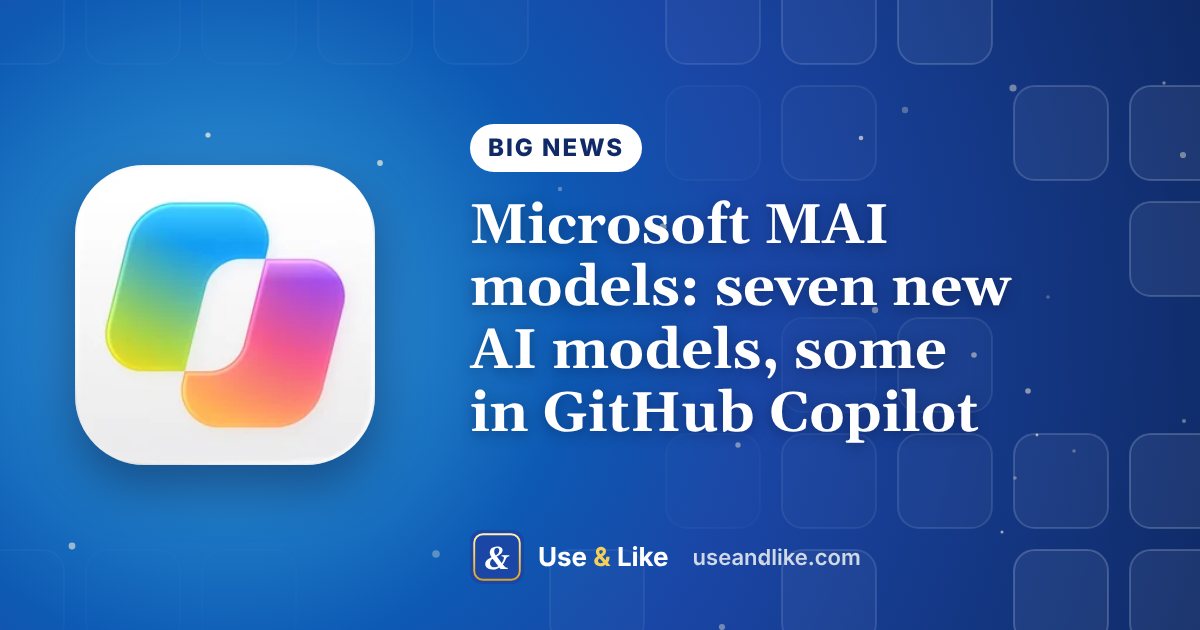 BIG NEWS
Microsoft MAI
models: seven new
AI models, some
in GitHub Copilot
& Use & Like useandlike.com